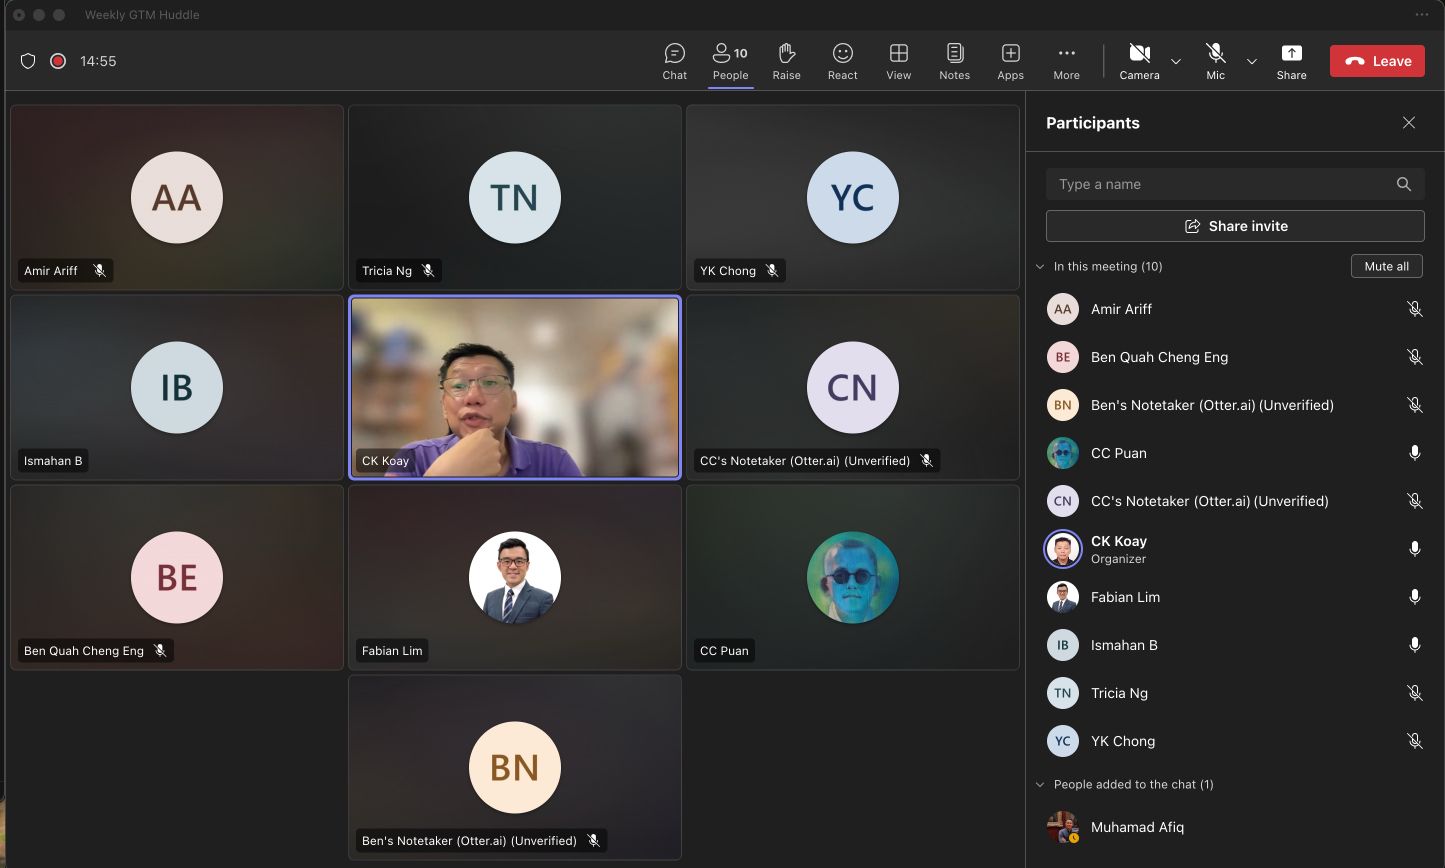 Weekly GTM Huddle
14:55
Chat
10
People
Raise
React
View
Notes
Apps
More
Camera
Mic
Share
Leave
AA
Amir Ariff
TN
Tricia Ng
YC
YK Chong
IB
Ismahan B
CK Koay
CN
CC's Notetaker (Otter.ai) (Unverified)
BE
Ben Quah Cheng Eng
Fabian Lim
CC Puan
BN
Ben's Notetaker (Otter.ai) (Unverified)
Participants
Type a name
Share invite
In this meeting (10)
Mute all
AA Amir Ariff
BE Ben Quah Cheng Eng
BN Ben's Notetaker (Otter.ai) (Unverified)
CC Puan
CN CC's Notetaker (Otter.ai) (Unverified)
CK Koay
Organizer
Fabian Lim
IB Ismahan B
TN Tricia Ng
YC YK Chong
People added to the chat (1)
Muhamad Afiq